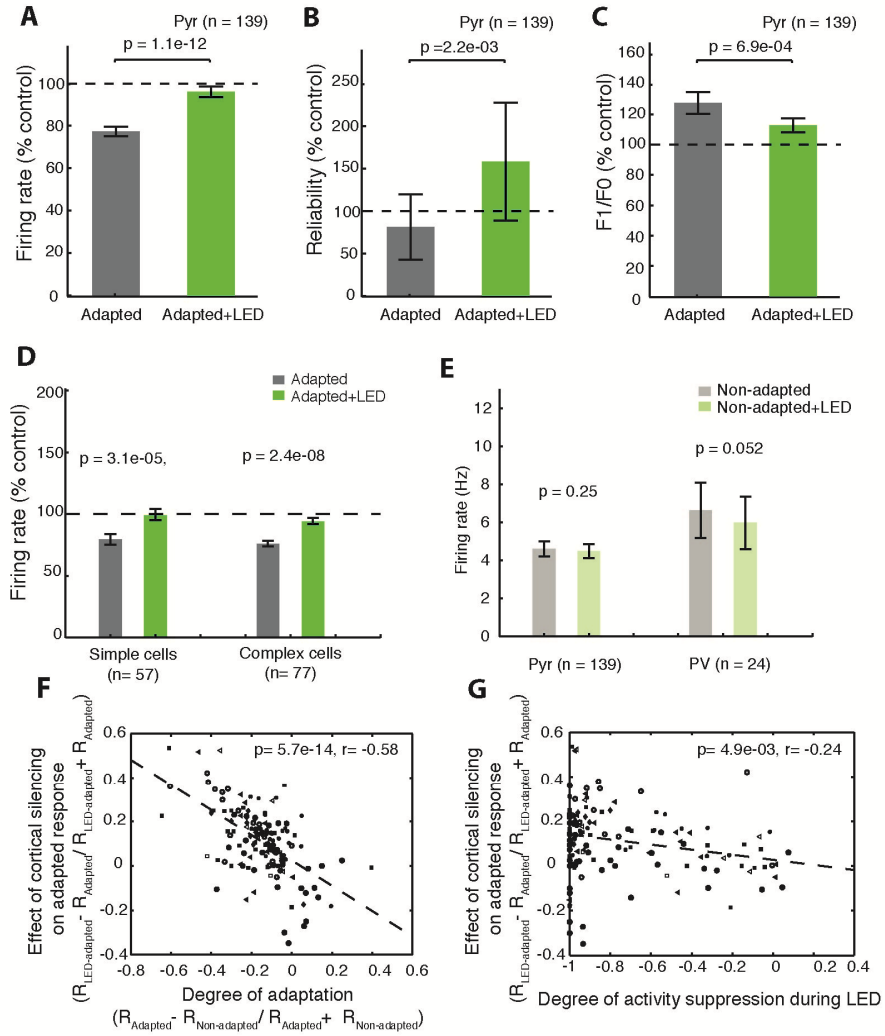 A
Pyr (n = 139)
p = 1.1e-12
Firing rate (% control)
100
80
60
40
20
0
Adapted
Adapted+LED
B
Pyr (n = 139)
p =2.2e-03
Reliability (% control)
250
200
150
100
50
0
Adapted
Adapted+LED
C
Pyr (n = 139)
p = 6.9e-04
F1/F0 (% control)
160
140
120
100
80
60
40
20
0
Adapted
Adapted+LED
D
Adapted
Adapted+LED
p = 3.1e-05,
p = 2.4e-08
Firing rate (% control)
200
150
100
50
0
Simple cells
(n= 57)
Complex cells
(n= 77)
E
Non-adapted
Non-adapted+LED
p = 0.25
p = 0.052
Firing rate (Hz)
12
10
8
6
4
2
0
Pyr (n = 139)
PV (n = 24)
F
p= 5.7e-14, r= -0.58
Effect of cortical silencing
on adapted response
(RLED-adapted- RAdapted/ RLED-adapted+ RAdapted)
0.6
0.4
0.2
0
-0.2
-0.4
-0.8
-0.6
-0.4
-0.2
0
0.2
0.4
0.6
Degree of adaptation
(RAdapted- RNon-adapted/ RAdapted+ RNon-adapted)
G
p= 4.9e-03, r= -0.24
Effect of cortical silencing
on adapted response
(RLED-adapted- RAdapted/ RLED-adapted+ RAdapted)
0.6
0.4
0.2
0
-0.2
-0.4
-1
-0.8
-0.6
-0.4
-0.2
0
0.2
0.4
Degree of activity suppression during LED